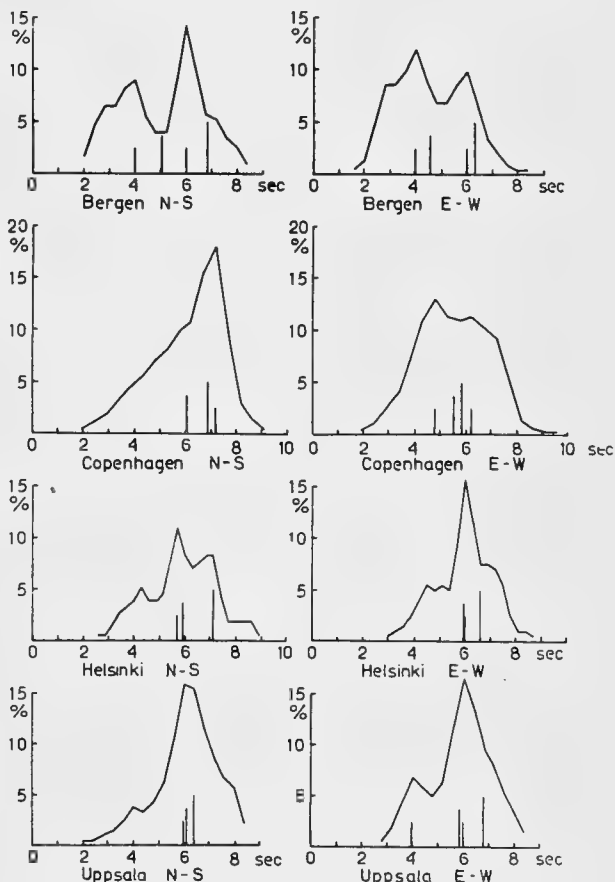 15
%
10
5
0 2 4 6 8 sec
Bergen N-S
15
%
10
5
0 2 4 6 8 sec
Bergen E-W
20
%
15
10
5
0 2 4 6 8 10
Copenhagen N-S
20
%
15
10
5
0 2 4 6 8 10 sec
Copenhagen E-W
15
%
10
5
0 2 4 6 8 10
Helsinki N-S
15
%
10
5
0 2 4 6 8 sec
Helsinki E-W
15
%
10
5
0 2 4 6 8 sec
Uppsala N-S
%
15
10
5
0 2 4 6 8 sec
Uppsala E-W